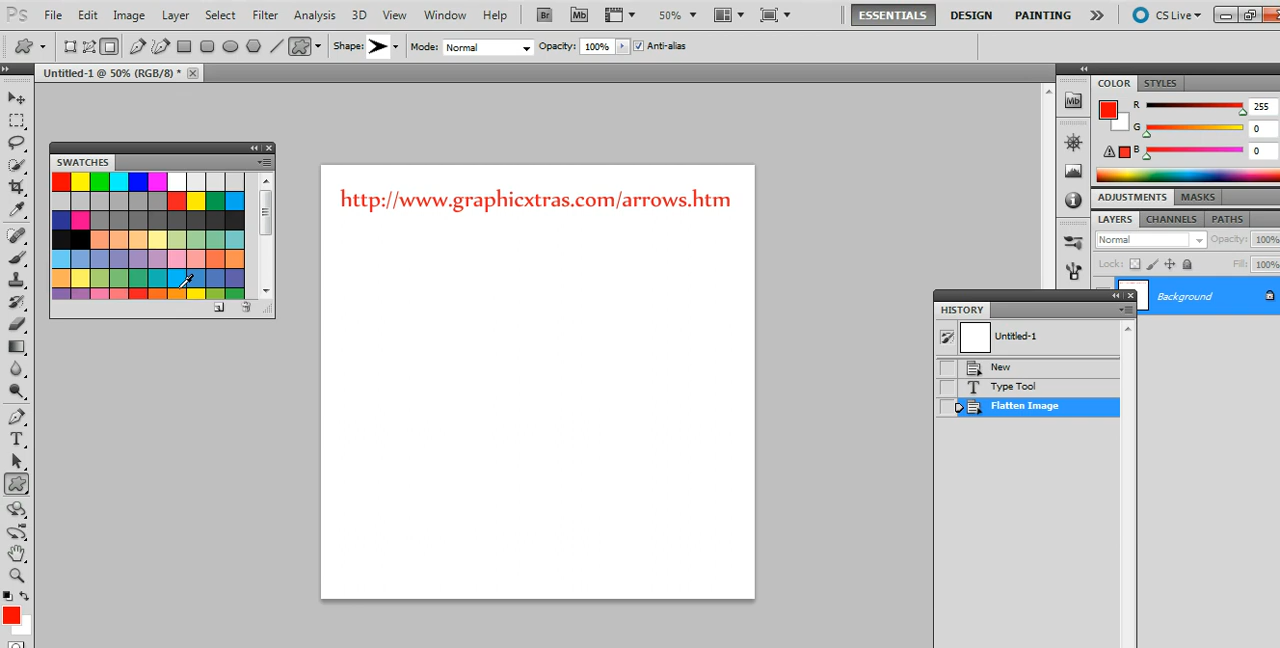 Ps File Edit Image Layer Select Filter Analysis 3D View Window Help Br Mb 50% ESSENTIALS DESIGN PAINTING CS Live
Shape: Mode: Normal Opacity: 100% Anti-alias
Untitled-1 @ 50% (RGB/8) *
SWATCHES
http://www.graphicxtras.com/arrows.htm
T
Mb
COLOR STYLES
R 255
G 0
B 0
ADJUSTMENTS MASKS
LAYERS CHANNELS PATHS
Normal Opacity: 100%
Lock: Fill: 100%
Background
HISTORY
Untitled-1
New
T Type Tool
Flatten Image